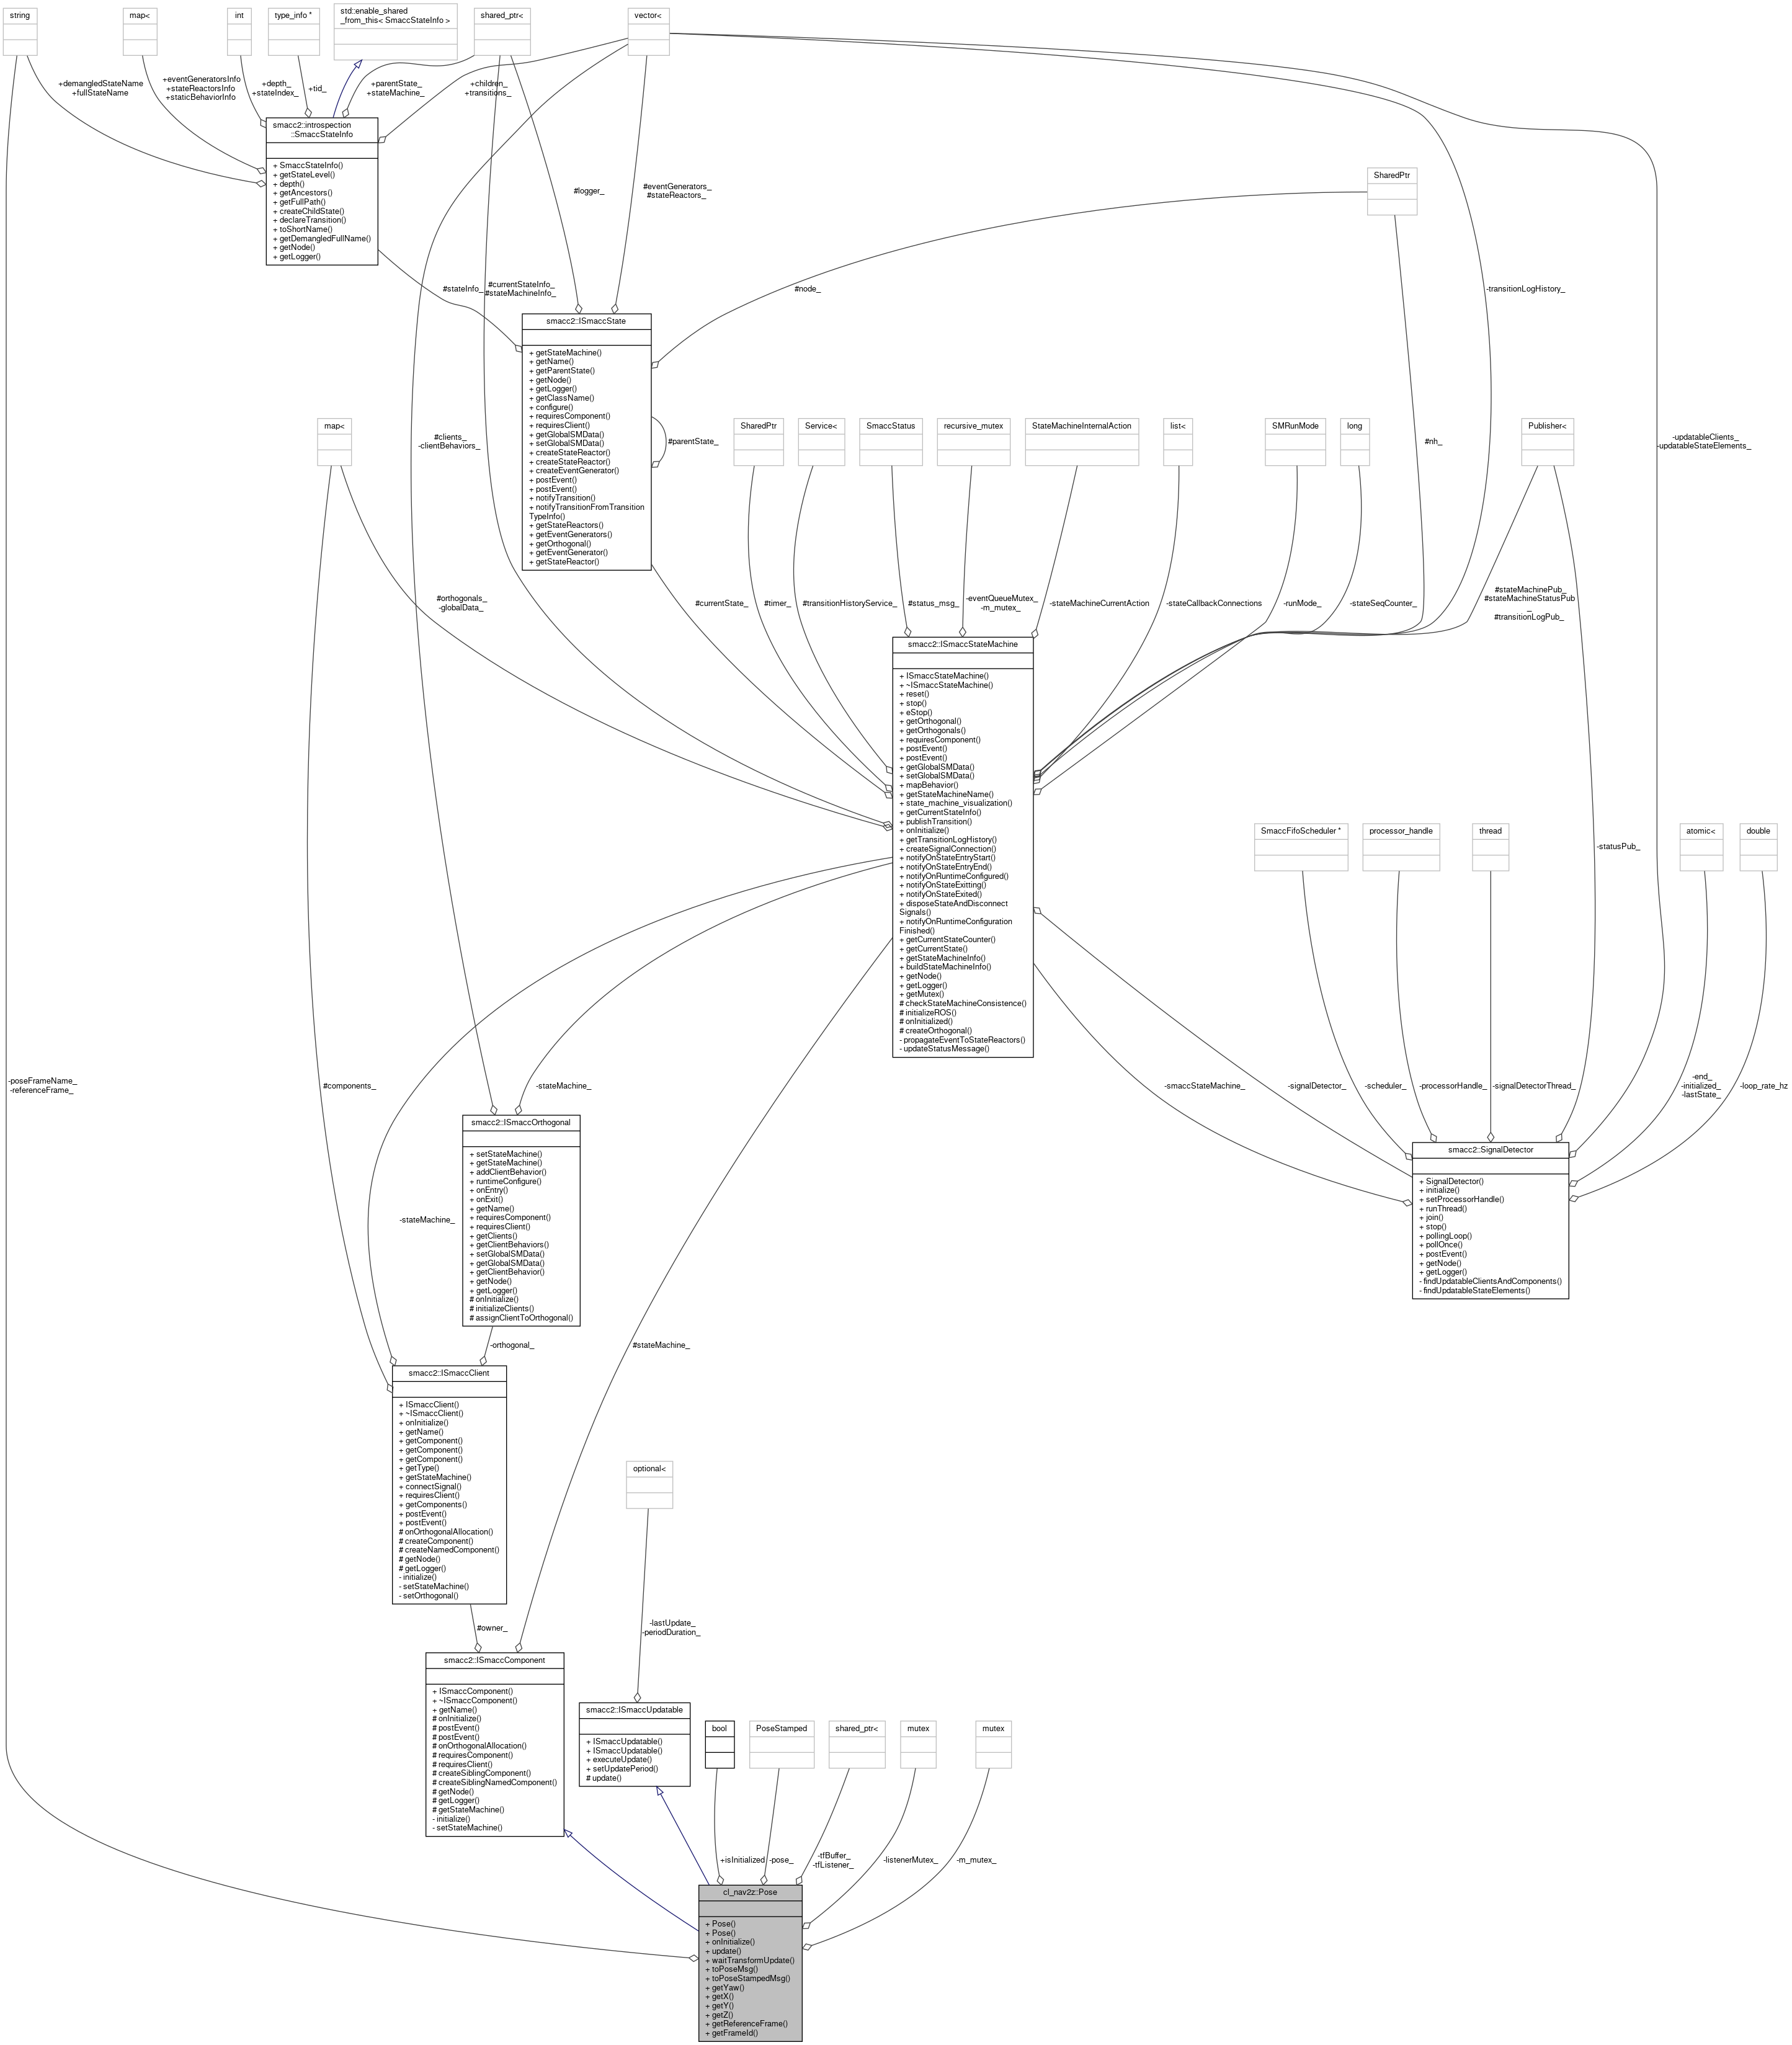 string
map<
int
type_info *
std::enable_shared
_from_this< SmaccStateInfo >
shared_ptr<
vector<
+demangledStateName
+fullStateName
+eventGeneratorsInfo
+stateReactorsInfo
+staticBehaviorInfo
+depth_
+stateIndex_
+tid_
+parentState_
+stateMachine_
+children_
+transitions_
smacc2::introspection
::SmaccStateInfo
+ SmaccStateInfo()
+ getStateLevel()
+ depth()
+ getAncestors()
+ getFullPath()
+ createChildState()
+ declareTransition()
+ toShortName()
+ getDemangledFullName()
+ getNode()
+ getLogger()
#logger_
#eventGenerators_
#stateReactors_
SharedPtr
#stateInfo_
#currentStateInfo_
#stateMachineInfo_
#node_
-transitionLogHistory_
smacc2::ISmaccState
+ getStateMachine()
+ getName()
+ getParentState()
+ getNode()
+ getLogger()
+ getClassName()
+ configure()
+ requiresComponent()
+ requiresClient()
+ getGlobalSMData()
+ setGlobalSMData()
+ createStateReactor()
+ createStateReactor()
+ createEventGenerator()
+ postEvent()
+ postEvent()
+ notifyTransition()
+ notifyTransitionFromTransition
TypeInfo()
+ getStateReactors()
+ getEventGenerators()
+ getOrthogonal()
+ getEventGenerator()
+ getStateReactor()
#parentState_
map<
#clients_
-clientBehaviors_
SharedPtr
Service<
SmaccStatus
recursive_mutex
StateMachineInternalAction
list<
SMRunMode
long
#nh_
Publisher<
-updatableClients_
-updatableStateElements_
#orthogonals_
-globalData_
#currentState_
#timer_
#transitionHistoryService_
#status_msg_
-eventQueueMutex_
-m_mutex_
-stateMachineCurrentAction
-stateCallbackConnections
-runMode_
-stateSeqCounter_
#stateMachinePub_
#stateMachineStatusPub
_
#transitionLogPub_
smacc2::ISmaccStateMachine
+ ISmaccStateMachine()
+ ~ISmaccStateMachine()
+ reset()
+ stop()
+ eStop()
+ getOrthogonal()
+ getOrthogonals()
+ requiresComponent()
+ postEvent()
+ postEvent()
+ getGlobalSMData()
+ setGlobalSMData()
+ mapBehavior()
+ getStateMachineName()
+ state_machine_visualization()
+ getCurrentStateInfo()
+ publishTransition()
+ onInitialize()
+ getTransitionLogHistory()
+ createSignalConnection()
+ notifyOnStateEntryStart()
+ notifyOnStateEntryEnd()
+ notifyOnRuntimeConfigured()
+ notifyOnStateExitting()
+ notifyOnStateExited()
+ disposeStateAndDisconnect
Signals()
+ notifyOnRuntimeConfiguration
Finished()
+ getCurrentStateCounter()
+ getCurrentState()
+ getStateMachineInfo()
+ buildStateMachineInfo()
+ getNode()
+ getLogger()
+ getMutex()
# checkStateMachineConsistence()
# initializeROS()
# onInitialized()
# createOrthogonal()
- propagateEventToStateReactors()
- updateStatusMessage()
SmaccFifoScheduler *
processor_handle
thread
atomic<
double
-statusPub_
-poseFrameName_
-referenceFrame_
#components_
-stateMachine_
-smaccStateMachine_
-signalDetector_
-scheduler_
-processorHandle_
-signalDetectorThread_
-end_
-initialized_
-lastState_
-loop_rate_hz
smacc2::ISmaccOrthogonal
+ setStateMachine()
+ getStateMachine()
+ addClientBehavior()
+ runtimeConfigure()
+ onEntry()
+ onExit()
+ getName()
+ requiresComponent()
+ requiresClient()
+ getClients()
+ getClientBehaviors()
+ setGlobalSMData()
+ getGlobalSMData()
+ getClientBehavior()
+ getNode()
+ getLogger()
# onInitialize()
# initializeClients()
# assignClientToOrthogonal()
smacc2::SignalDetector
+ SignalDetector()
+ initialize()
+ setProcessorHandle()
+ runThread()
+ join()
+ stop()
+ pollingLoop()
+ pollOnce()
+ postEvent()
+ getNode()
+ getLogger()
- findUpdatableClientsAndComponents()
- findUpdatableStateElements()
-stateMachine_
-orthogonal_
#stateMachine_
smacc2::ISmaccClient
+ ISmaccClient()
+ ~ISmaccClient()
+ onInitialize()
+ getName()
+ getComponent()
+ getComponent()
+ getComponent()
+ getType()
+ getStateMachine()
+ connectSignal()
+ requiresClient()
+ getComponents()
+ postEvent()
+ postEvent()
# onOrthogonalAllocation()
# createComponent()
# createNamedComponent()
# getNode()
# getLogger()
- initialize()
- setStateMachine()
- setOrthogonal()
optional<
#owner_
-lastUpdate_
-periodDuration_
smacc2::ISmaccComponent
+ ISmaccComponent()
+ ~ISmaccComponent()
+ getName()
# onInitialize()
# postEvent()
# postEvent()
# onOrthogonalAllocation()
# requiresComponent()
# requiresClient()
# createSiblingComponent()
# createSiblingNamedComponent()
# getNode()
# getLogger()
# getStateMachine()
- initialize()
- setStateMachine()
smacc2::ISmaccUpdatable
+ ISmaccUpdatable()
+ ISmaccUpdatable()
+ executeUpdate()
+ setUpdatePeriod()
# update()
bool
PoseStamped
shared_ptr<
mutex
mutex
+isInitialized
-pose_
-tfBuffer_
-tfListener_
-listenerMutex_
-m_mutex_
cl_nav2z::Pose
+ Pose()
+ Pose()
+ onInitialize()
+ update()
+ waitTransformUpdate()
+ toPoseMsg()
+ toPoseStampedMsg()
+ getYaw()
+ getX()
+ getY()
+ getZ()
+ getReferenceFrame()
+ getFrameId()